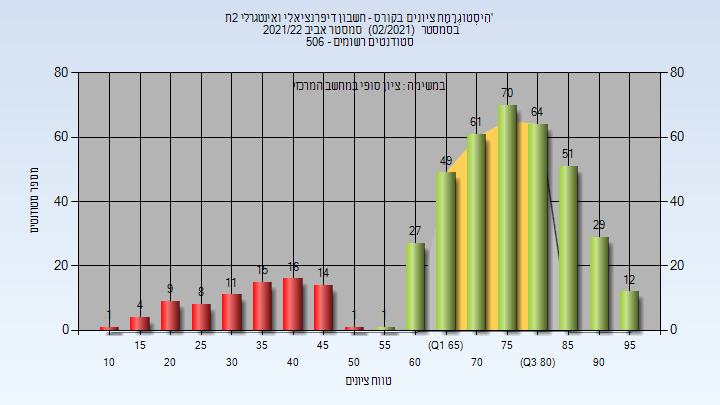 היסטוגרמת ציונים בקורס - חשבון דיפרנציאלי ואינטגרלי 2ת'
בסמסטר (02/2021) סמסטר אביב 2021/22
סטודנטים רשומים - 506
במשימה : ציון סופי במחשב המרכזי
מספר סטודנטים
80 80
60 60
40 40
20 20
0 0
1 4 9 8 11 15 16 14 1 1 27 49 61 70 64 51 29 12
15 25 35 45 55 (Q1 65) 75 85 95
10 20 30 40 50 60 70 (Q3 80) 90
טווח ציונים